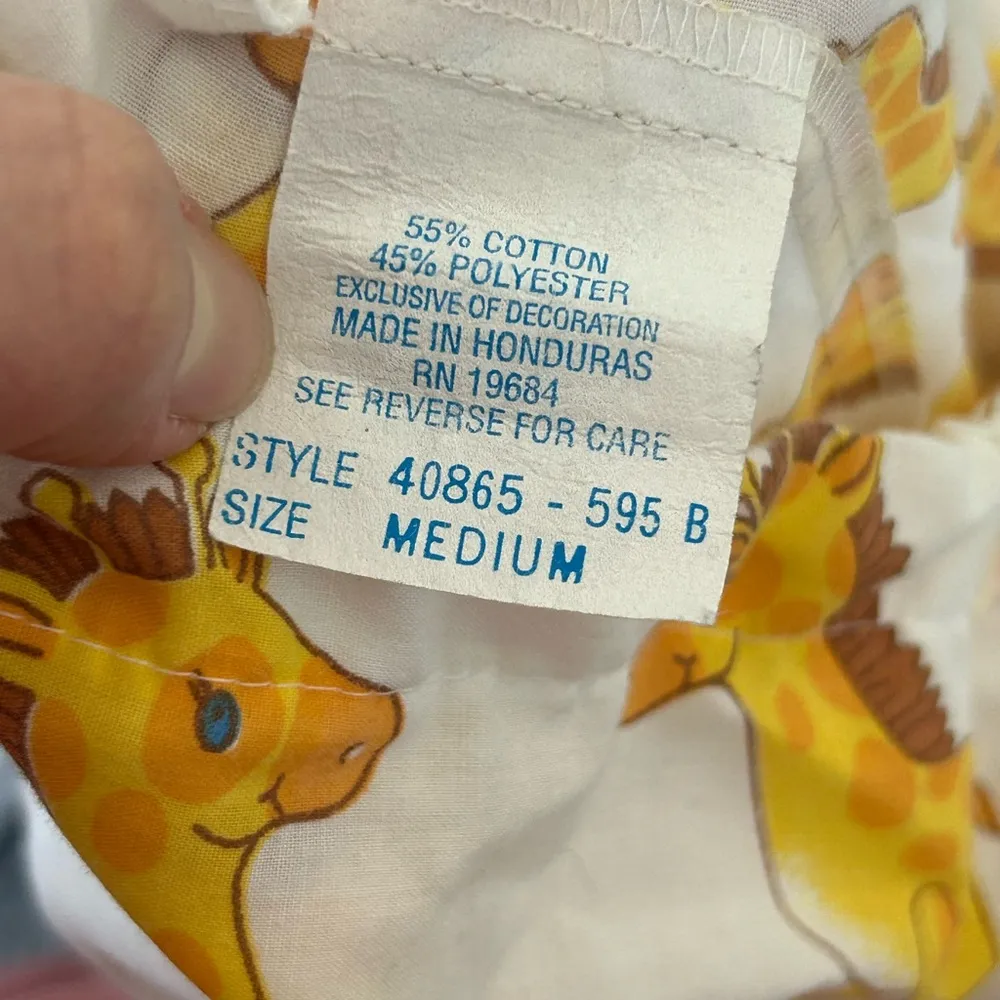 55% COTTON
45% POLYESTER
EXCLUSIVE OF DECORATION
MADE IN HONDURAS
RN 19684
SEE REVERSE FOR CARE
STYLE 40865 - 595 B
SIZE MEDIUM